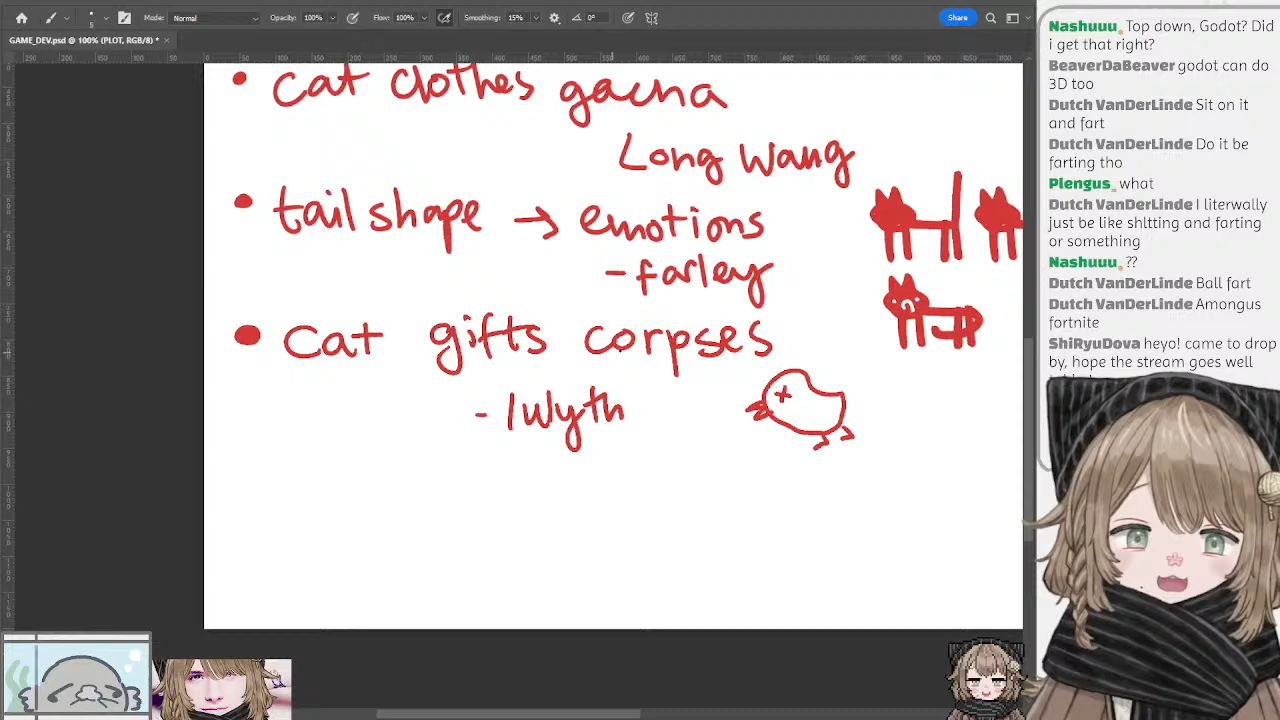 Mode: Normal Opacity: 100% Flow: 100% Smoothing: 15% 0° Share
5
GAME_DEV.psd @ 100% (PLOT, RGB/8) * ×
• cat clothes gacha
Long Wang
• tail shape → emotions
- farley
• cat gifts corpses
- lwyth
Nashuuu Top down, Godot? Did
i get that right?
BeaverDaBeaver godot can do
3D too
Dutch VanDerLinde Sit on it
and fart
Dutch VanDerLinde Do it be
farting tho
Plengus what
Dutch VanDerLinde I literwally
just be like shltting and farting
or something
Nashuuu ??
Dutch VanDerLinde Ball fart
Dutch VanDerLinde Amongus
fortnite
ShiRyuDova heyo! came to drop
by, hope the stream goes well